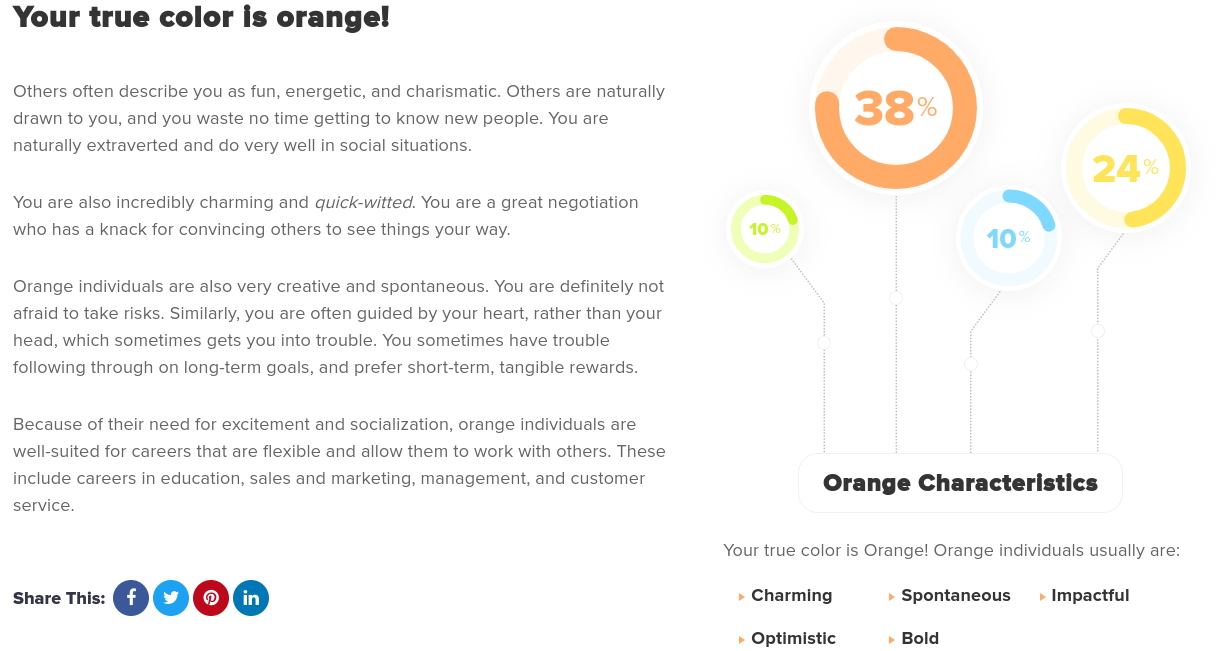 Your true color is orange!
Others often describe you as fun, energetic, and charismatic. Others are naturally
drawn to you, and you waste no time getting to know new people. You are
naturally extraverted and do very well in social situations.
You are also incredibly charming and quick-witted. You are a great negotiation
who has a knack for convincing others to see things your way.
Orange individuals are also very creative and spontaneous. You are definitely not
afraid to take risks. Similarly, you are often guided by your heart, rather than your
head, which sometimes gets you into trouble. You sometimes have trouble
following through on long-term goals, and prefer short-term, tangible rewards.
Because of their need for excitement and socialization, orange individuals are
well-suited for careers that are flexible and allow them to work with others. These
include careers in education, sales and marketing, management, and customer
service.
Share This:
38%
24%
10%
10%
Orange Characteristics
Your true color is Orange! Orange individuals usually are:
Charming Spontaneous Impactful
Optimistic Bold